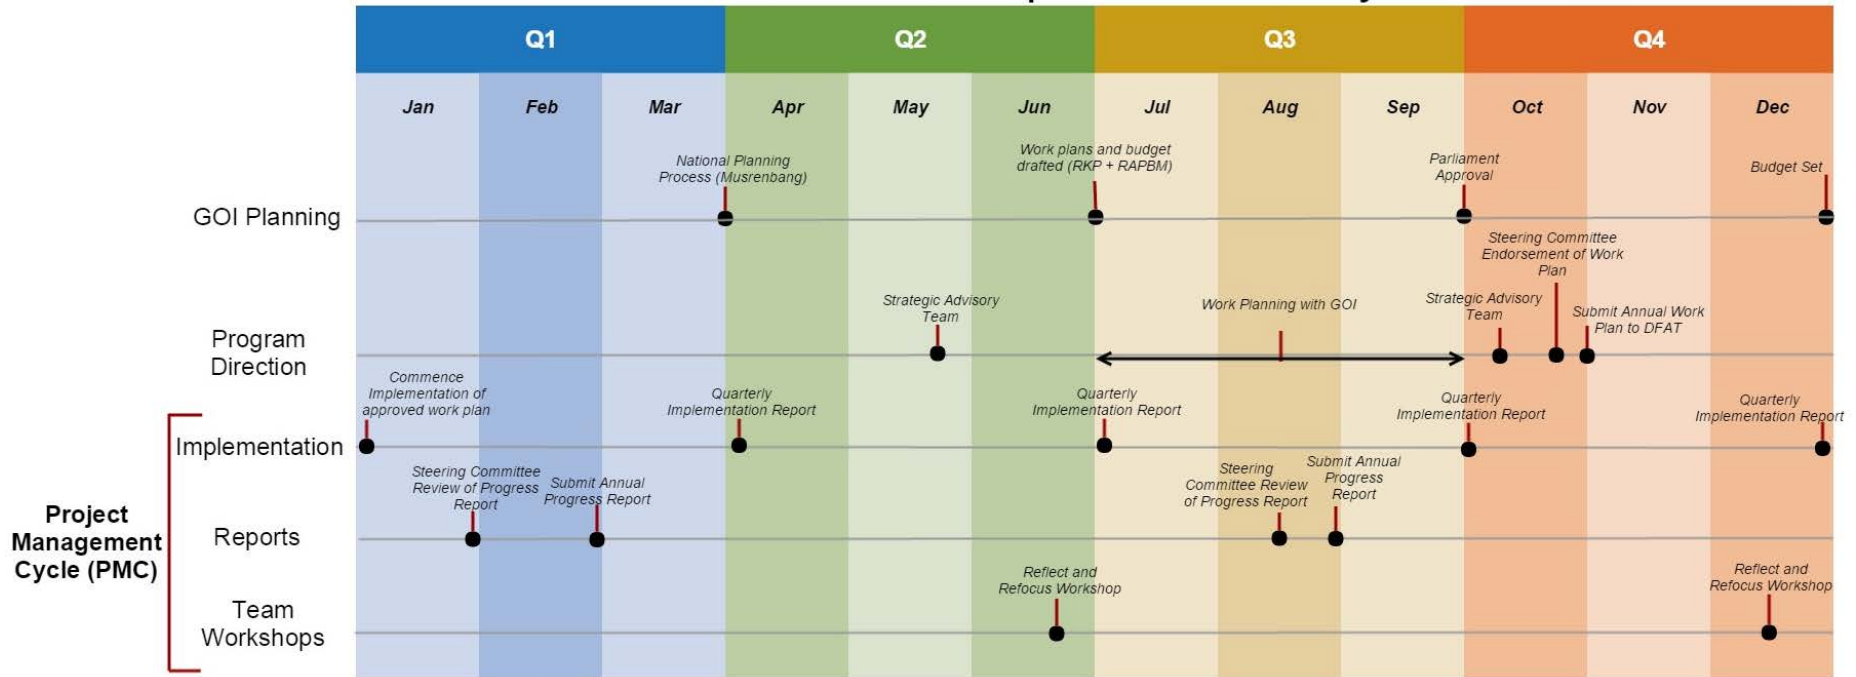 Q1 Q2 Q3 Q4
Jan Feb Mar Apr May Jun Jul Aug Sep Oct Nov Dec
GOI Planning
National Planning
Process (Musrenbang)
Work plans and budget
drafted (RKP + RAPBM)
Parliament
Approval
Budget Set
Program
Direction
Strategic Advisory
Team
Work Planning with GOI
Strategic Advisory
Team
Steering Committee
Endorsement of Work
Plan
Submit Annual Work
Plan to DFAT
Project
Management
Cycle (PMC)
Implementation
Commence
Implementation of
approved work plan
Quarterly
Implementation Report
Quarterly
Implementation Report
Quarterly
Implementation Report
Quarterly
Implementation Report
Reports
Steering Committee
Review of Progress
Report
Submit Annual
Progress Report
Steering
Committee Review
of Progress Report
Submit Annual
Progress
Report
Team
Workshops
Reflect and
Refocus Workshop
Reflect and
Refocus Workshop